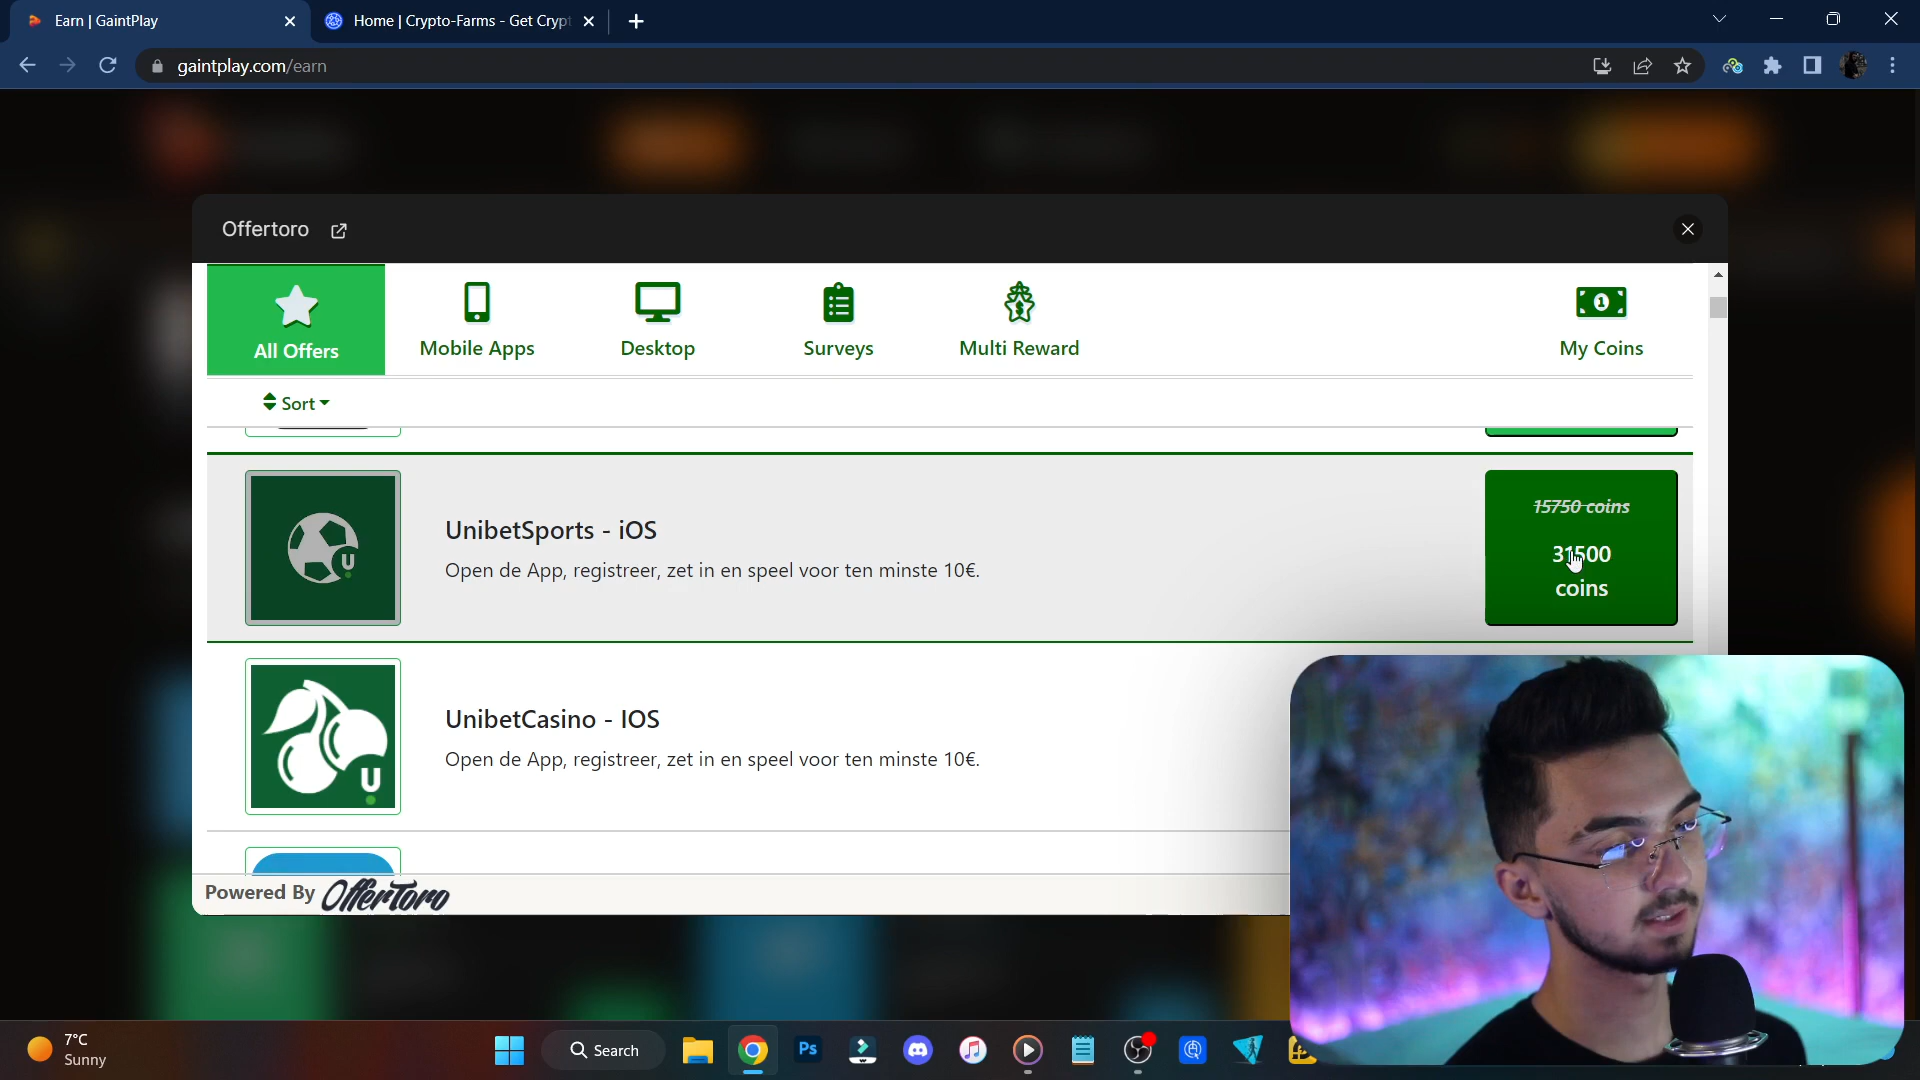 Earn | GaintPlay
Home | Crypto-Farms - Get Crypt
gaintplay.com/earn
Offertoro
All Offers
Mobile Apps
Desktop
Surveys
Multi Reward
My Coins
Sort
UnibetSports - iOS
Open de App, registreer, zet in en speel voor ten minste 10€.
15750 coins
31500
coins
UnibetCasino - IOS
Open de App, registreer, zet in en speel voor ten minste 10€.
Powered By OfferToro
7°C
Sunny
Search
Ps